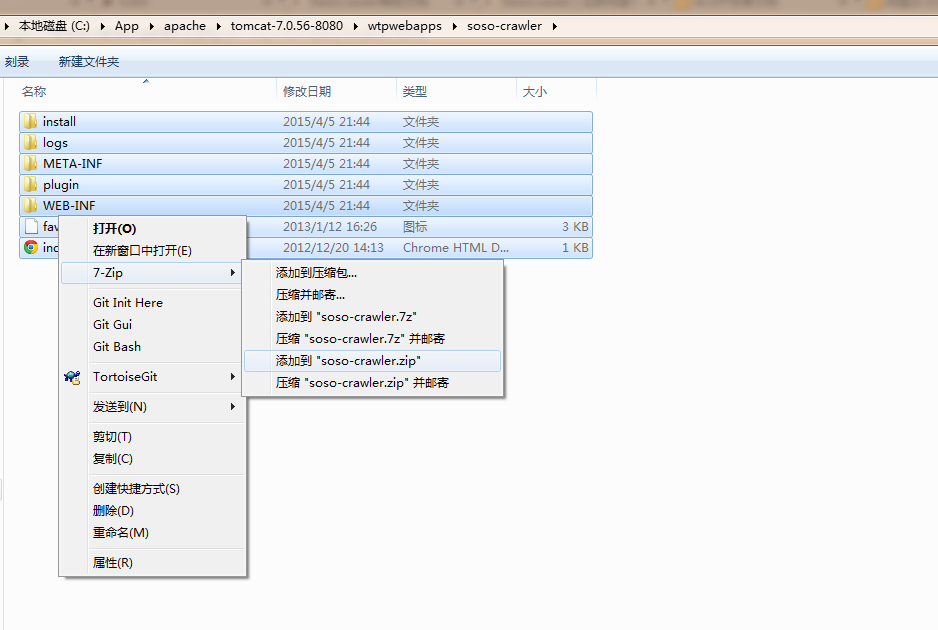 本地磁盘 (C:) App apache tomcat-7.0.56-8080 wtpwebapps soso-crawler
刻录 新建文件夹
名称 修改日期 类型 大小
install 2015/4/5 21:44 文件夹
logs 2015/4/5 21:44 文件夹
META-INF 2015/4/5 21:44 文件夹
plugin 2015/4/5 21:44 文件夹
WEB-INF 2015/4/5 21:44 文件夹
fav 2013/1/12 16:26 图标 3 KB
2012/12/20 14:13 Chrome HTML D... 1 KB
打开(O)
在新窗口中打开(E)
7-Zip
Git Init Here
Git Gui
Git Bash
TortoiseGit
发送到(N)
剪切(T)
复制(C)
创建快捷方式(S)
删除(D)
重命名(M)
属性(R)
添加到压缩包...
压缩并邮寄...
添加到 "soso-crawler.7z"
压缩 "soso-crawler.7z" 并邮寄
添加到 "soso-crawler.zip"
压缩 "soso-crawler.zip" 并邮寄